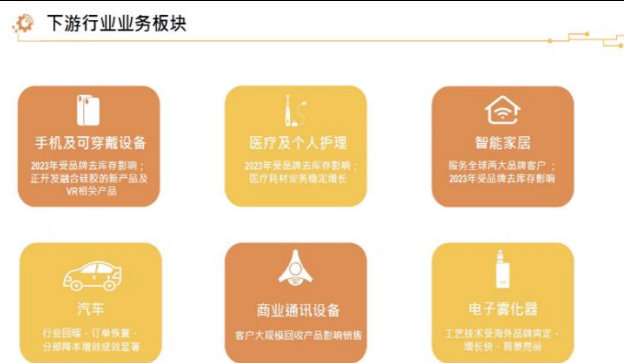 下游行业业务板块
手机及可穿戴设备
2023年受品牌去库存影响；
正开发融合硅胶的新产品及
VR相关产品
医疗及个人护理
2023年受品牌去库存影响；
医疗耗材业务稳定增长
智能家居
服务全球两大品牌客户；
2023年受品牌去库存影响
汽车
行业回暖，订单恢复，
分部降本增效成效显著
商业通讯设备
客户大规模回收产品影响销售
电子雾化器
工艺技术受海外品牌肯定，
增长快，前景亮丽